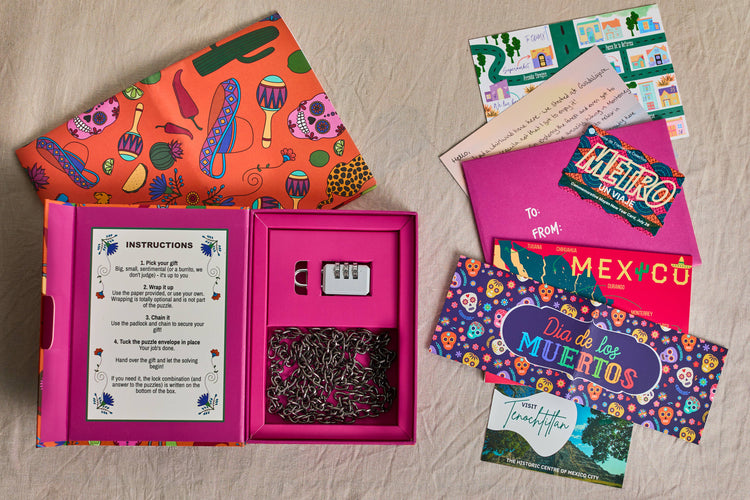 INSTRUCTIONS
1. Pick your gift
Big, small, sentimental (or a burrito, we
don't judge) - it's up to you
2. Wrap it up
Use the paper provided, or use your own.
Wrapping is totally optional and is not part
of the puzzle.
3. Chain it
Use the padlock and chain to secure your
gift!
4. Tuck the puzzle envelope in place
Your job's done,
Hand over the gift and let the solving
begin!
If you need it, the lock combination (and
answer to the puzzles) is written on the
bottom of the box.
Hello,
TO:
FROM:
METRO
UN VIAJE
TIJUANA
CHIHUAHUA
MEXICO
DURANGO
MONTERREY
Dia de los
MUERTOS
VISIT
Tenochtitlan
THE HISTORIC CENTRE OF MEXICO CITY